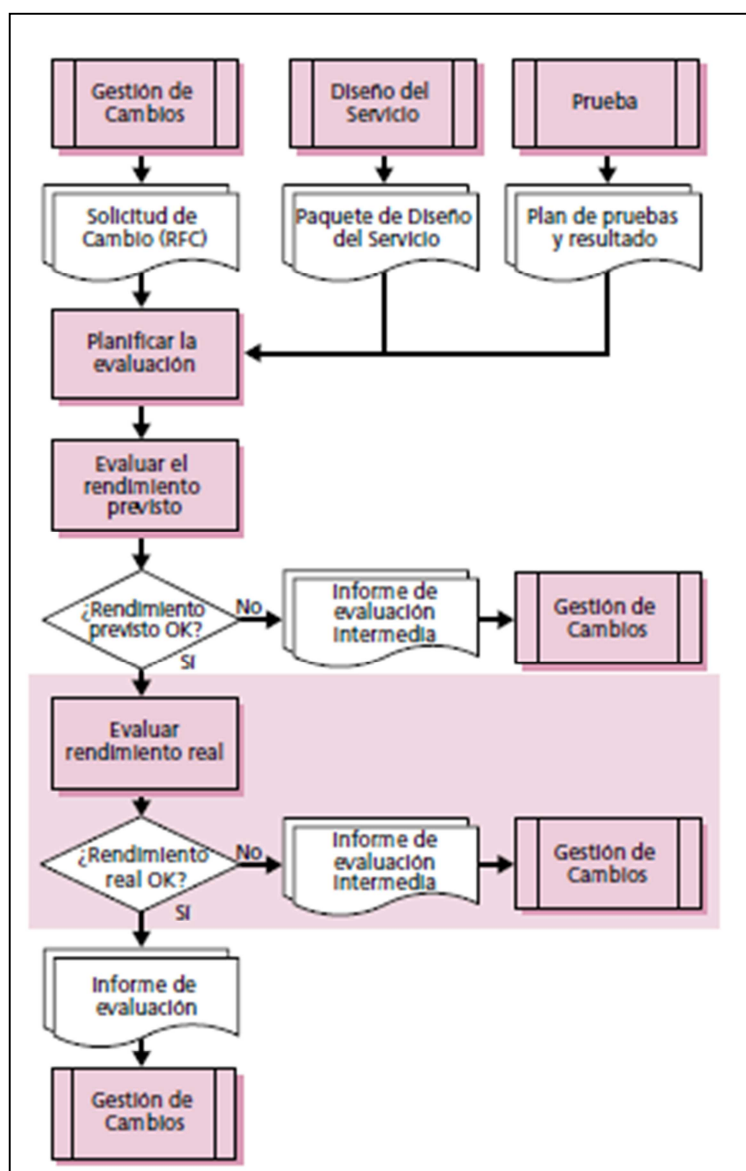 Gestión de
Cambios
Diseño del
Servicio
Prueba
Solicitud de
Cambio (RFC)
Paquete de Diseño
del Servicio
Plan de pruebas
y resultado
Planificar la
evaluación
Evaluar el
rendimiento
previsto
¿Rendimiento
previsto OK?
No
Informe de
evaluación
Intermedia
Gestión de
Cambios
Sí
Evaluar
rendimiento real
¿Rendimiento
real OK?
No
Informe de
evaluación
Intermedia
Gestión de
Cambios
Sí
Informe de
evaluación
Gestión de
Cambios